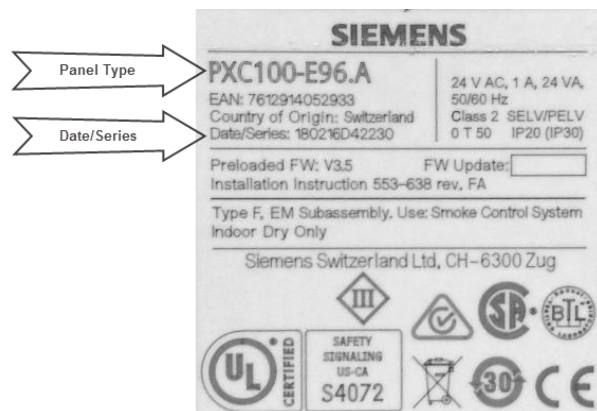 SIEMENS
Panel Type
PXC100-E96.A
24 V AC, 1 A, 24 VA,
50/60 Hz
Class 2 SELV/PELV
0 T 50 IP20 (IP30)
EAN: 7612914052933
Country of Origin: Switzerland
Date/Series
Date/Series: 180216D42230
Preloaded FW: V3.5 FW Update:
Installation Instruction 553-638 rev. FA
Type F, EM Subassembly. Use: Smoke Control System
Indoor Dry Only
Siemens Switzerland Ltd, CH-6300 Zug
III
SA
BTL
UL
CERTIFIED
SAFETY
SIGNALING
US-CA
S4072
30
CE